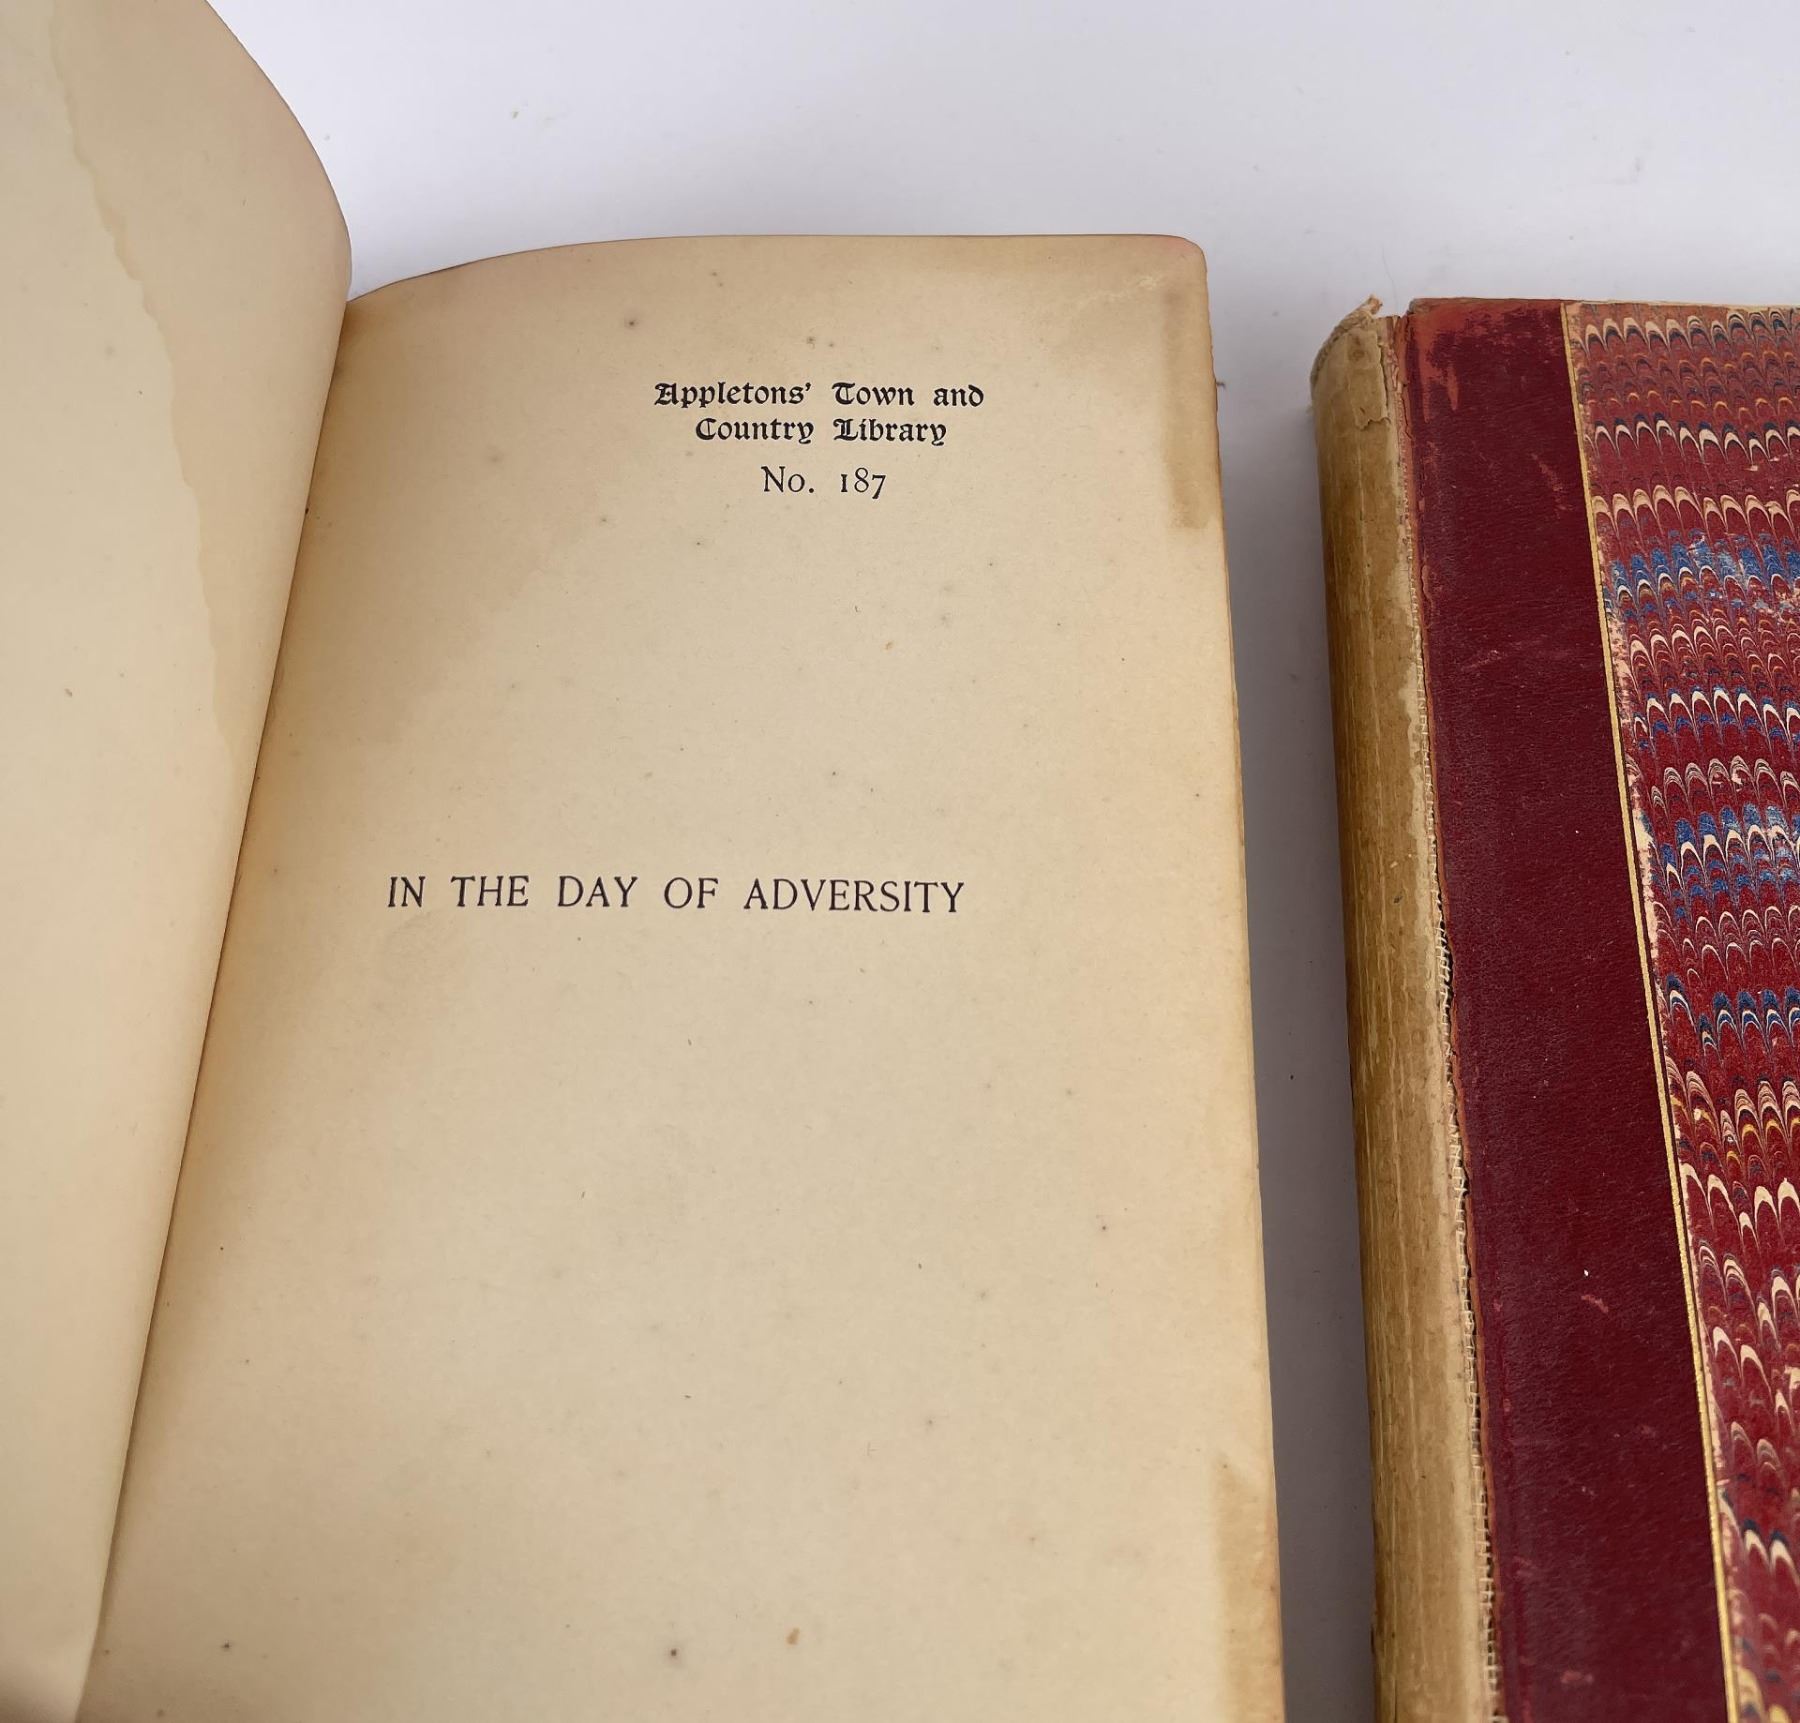 Appletons' Town and
Country Library
No. 187
IN THE DAY OF ADVERSITY